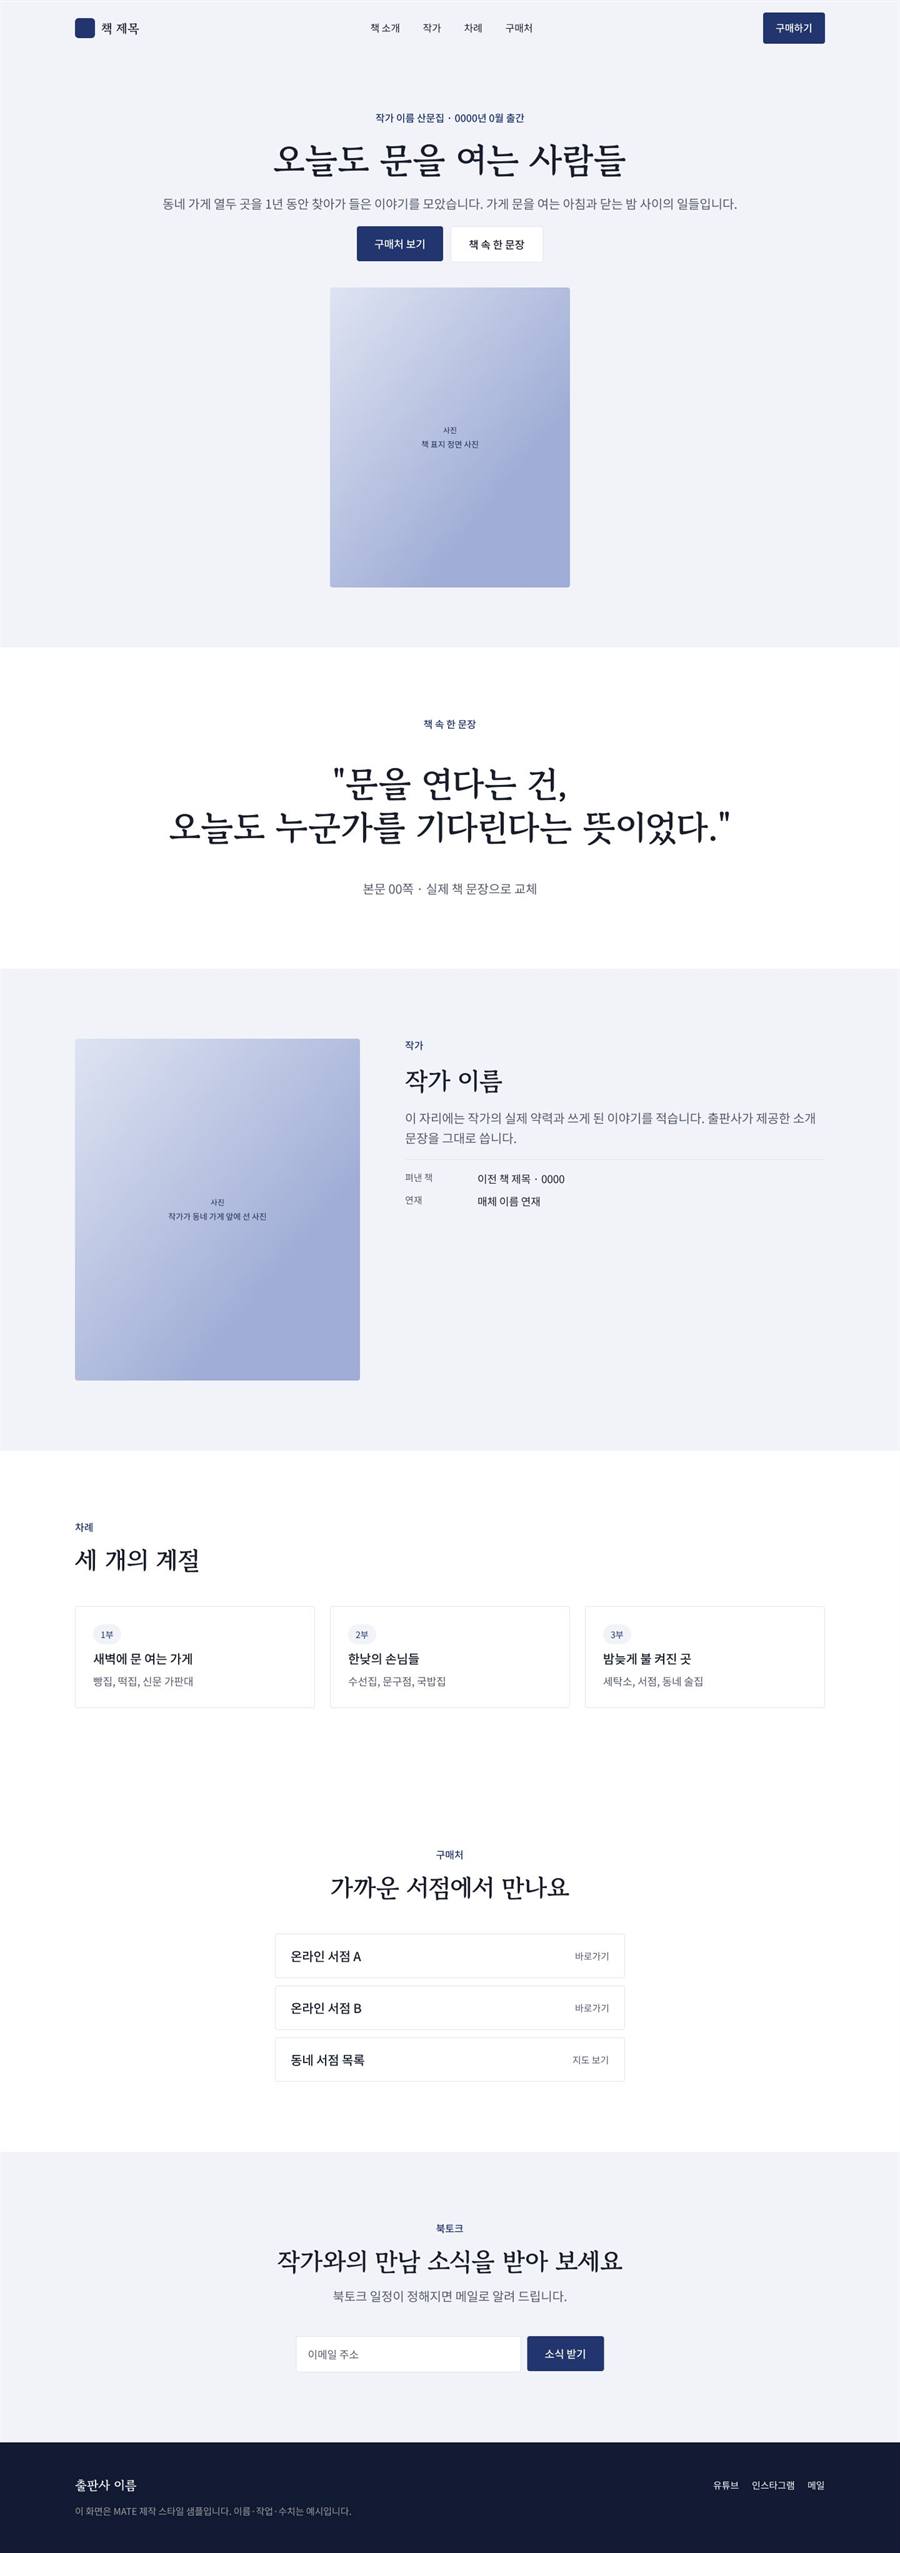 책 제목
책 소개
작가
차례
구매처
구매하기
작가 이름 산문집 · 0000년 0월 출간
오늘도 문을 여는 사람들
동네 가게 열두 곳을 1년 동안 찾아가 들은 이야기를 모았습니다. 가게 문을 여는 아침과 닫는 밤 사이의 일들입니다.
구매처 보기
책 속 한 문장
사진
책 표지 정면 사진
책 속 한 문장
"문을 연다는 건,
오늘도 누군가를 기다린다는 뜻이었다."
본문 00쪽 · 실제 책 문장으로 교체
사진
작가가 동네 가게 앞에 선 사진
작가
작가 이름
이 자리에는 작가의 실제 약력과 쓰게 된 이야기를 적습니다. 출판사가 제공한 소개
문장을 그대로 씁니다.
펴낸 책 이전 책 제목 · 0000
연재 매체 이름 연재
차례
세 개의 계절
1부
새벽에 문 여는 가게
빵집, 떡집, 신문 가판대
2부
한낮의 손님들
수선집, 문구점, 국밥집
3부
밤늦게 불 켜진 곳
세탁소, 서점, 동네 술집
구매처
가까운 서점에서 만나요
온라인 서점 A 바로가기
온라인 서점 B 바로가기
동네 서점 목록 지도 보기
북토크
작가와의 만남 소식을 받아 보세요
북토크 일정이 정해지면 메일로 알려 드립니다.
이메일 주소
소식 받기
출판사 이름
유튜브 인스타그램 메일
이 화면은 MATE 제작 스타일 샘플입니다. 이름·작업·수치는 예시입니다.